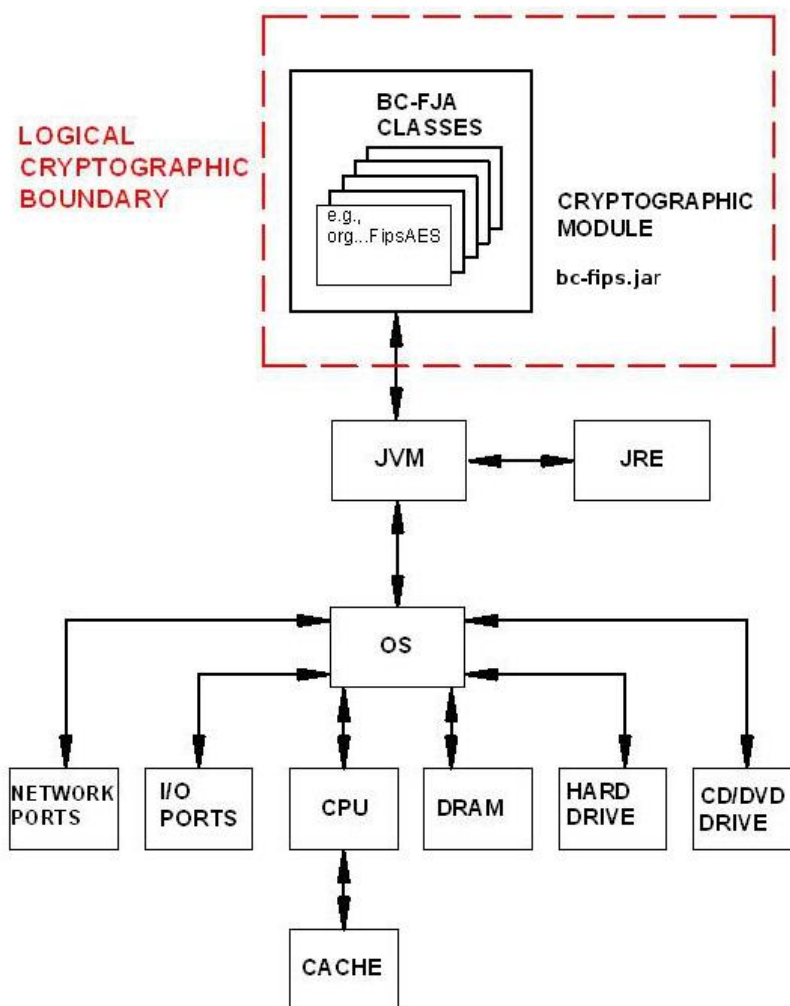 BC-FJA
CLASSES
LOGICAL
CRYPTOGRAPHIC
BOUNDARY
e.g.,
org...FipsAES
CRYPTOGRAPHIC
MODULE
bc-fips.jar
JVM
JRE
OS
NETWORK
PORTS
I/O
PORTS
CPU
DRAM
HARD
DRIVE
CD/DVD
DRIVE
CACHE